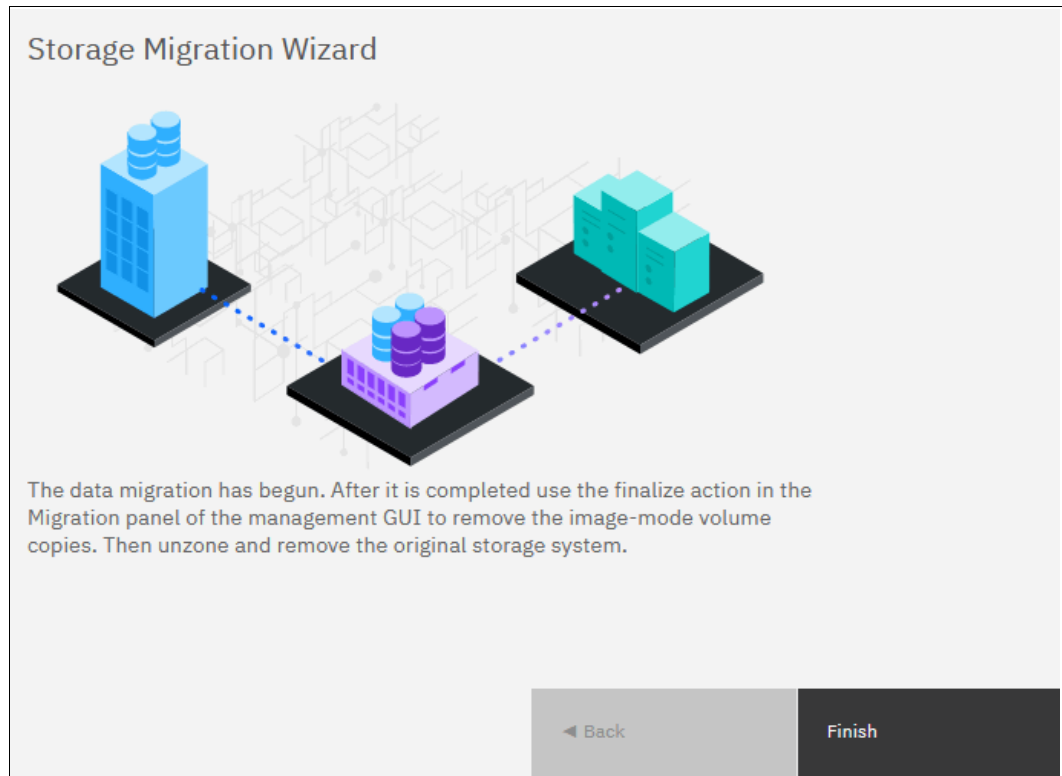 Storage Migration Wizard
The data migration has begun. After it is completed use the finalize action in the
Migration panel of the management GUI to remove the image-mode volume
copies. Then unzone and remove the original storage system.
◄ Back
Finish